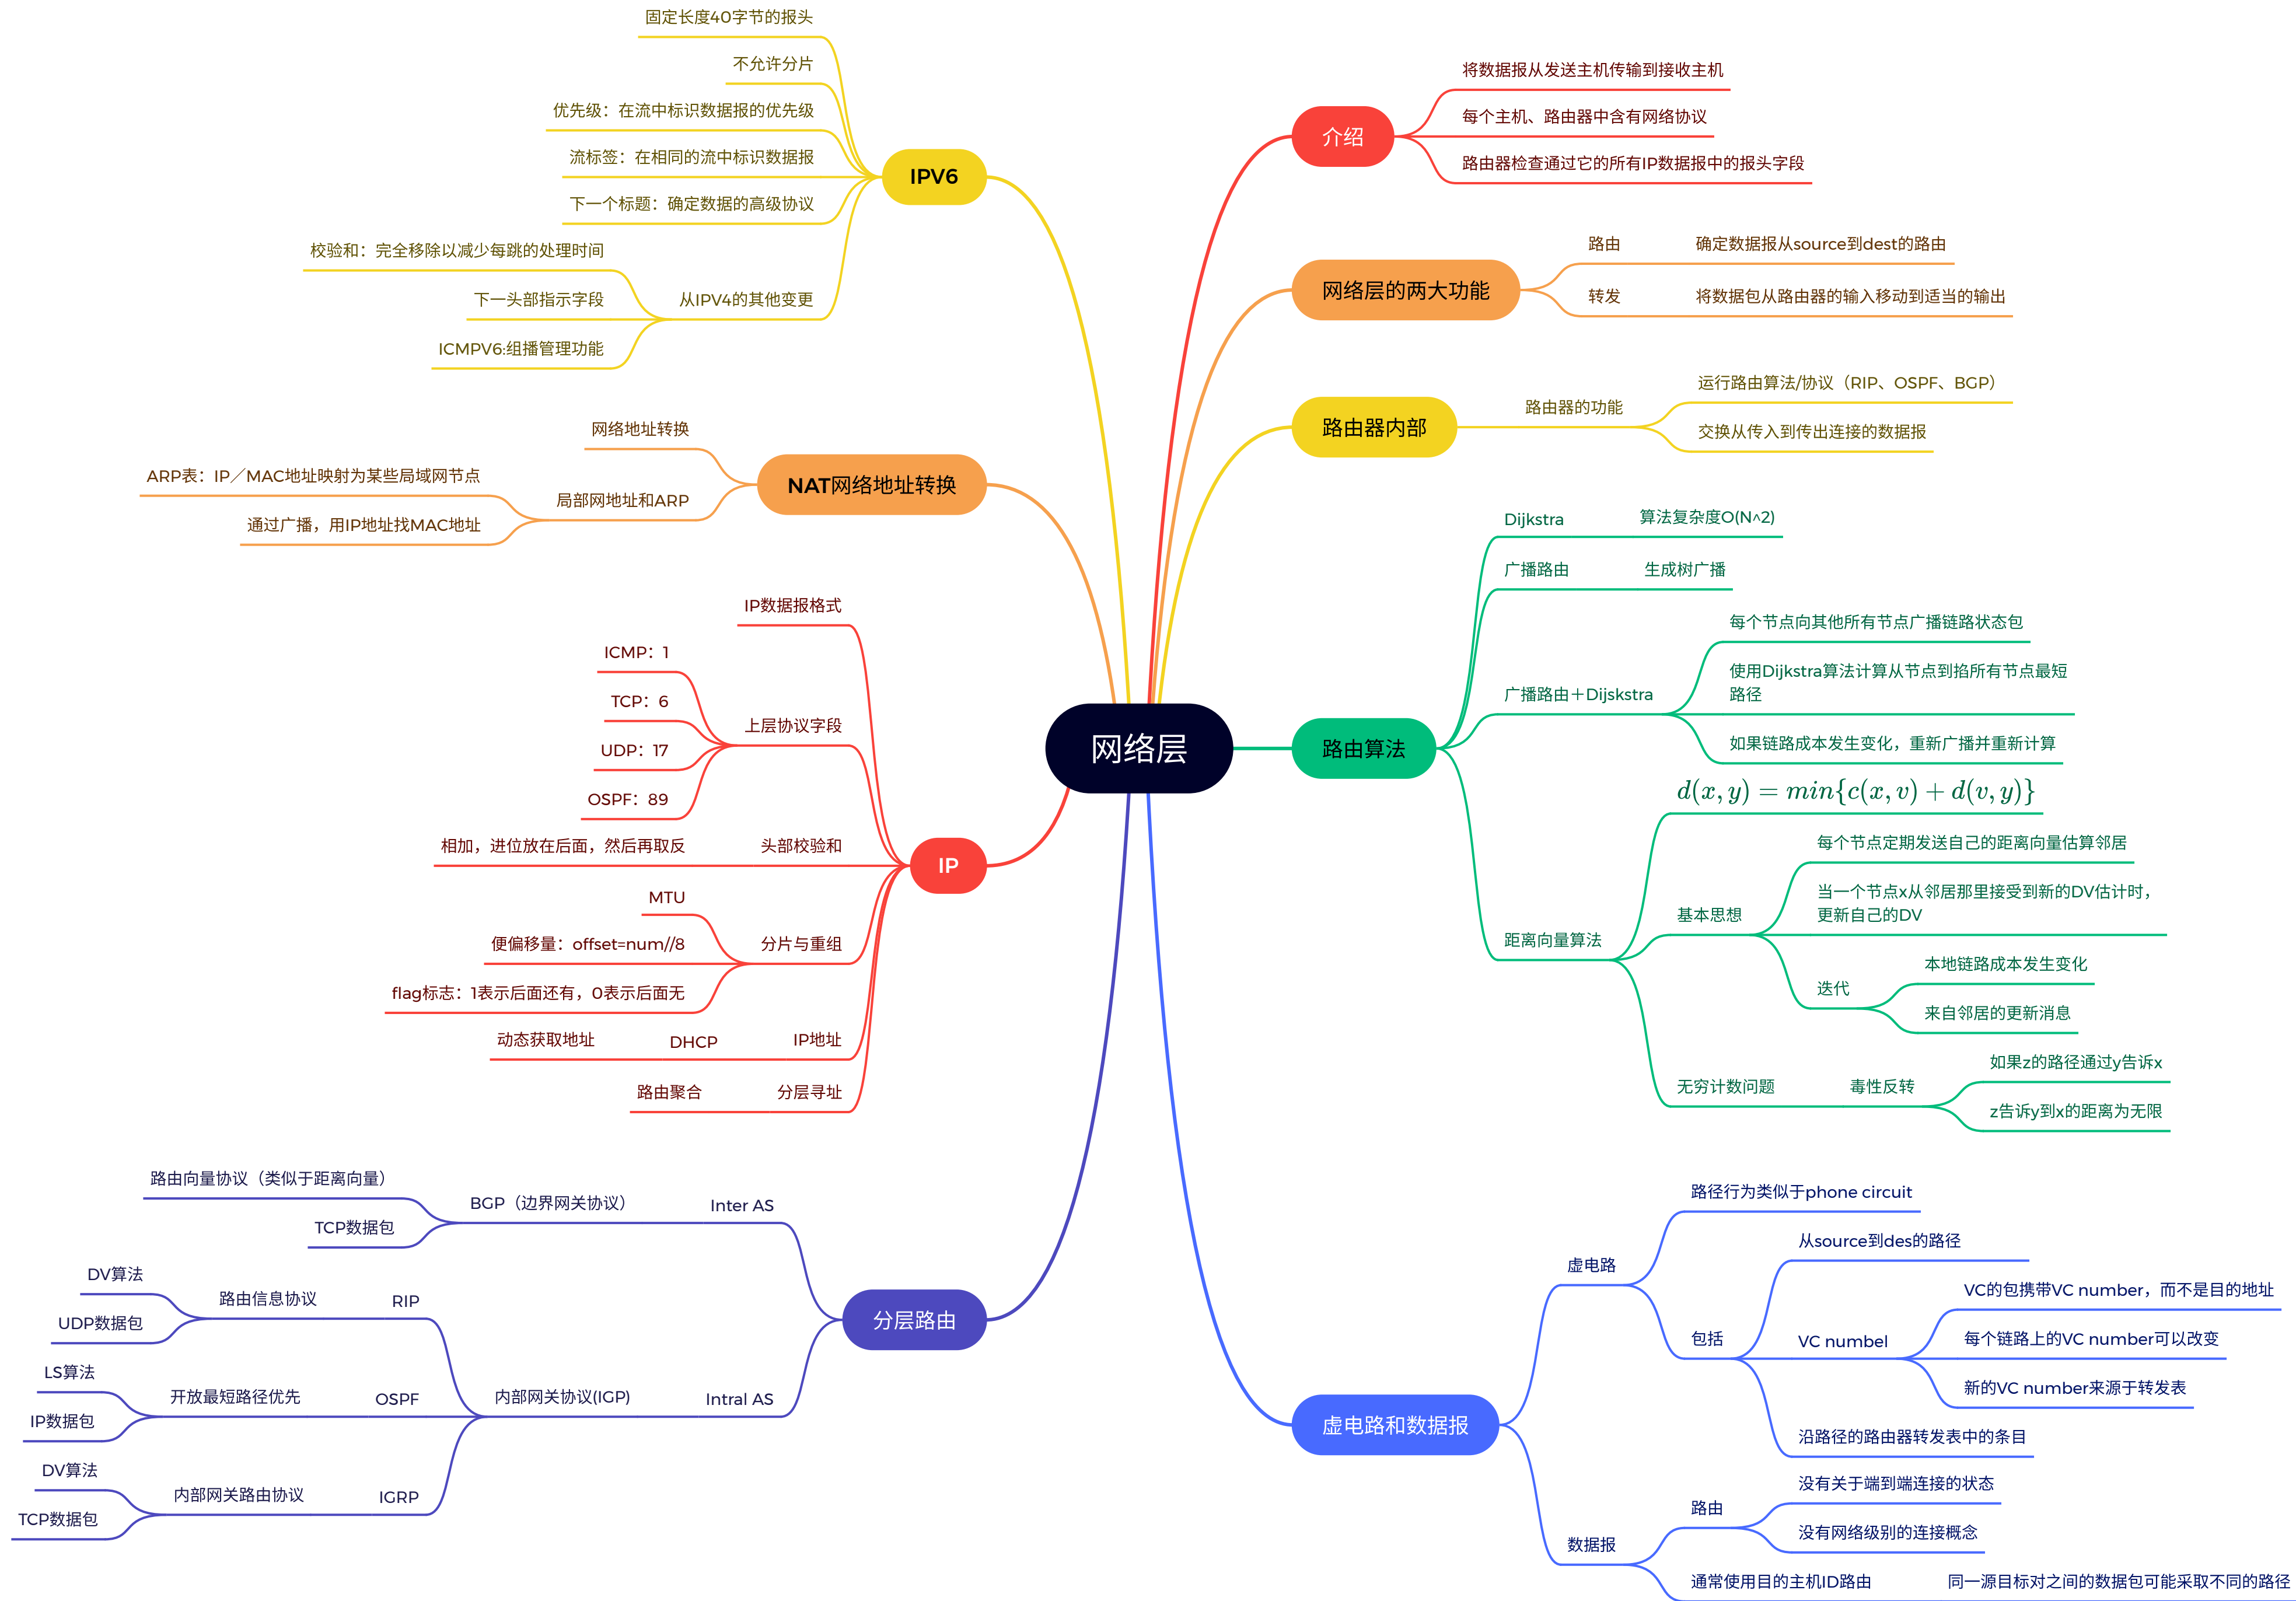 网络层
介绍
将数据报从发送主机传输到接收主机
每个主机、路由器中含有网络协议
路由器检查通过它的所有IP数据报中的报头字段
网络层的两大功能
路由
确定数据报从source到dest的路由
转发
将数据包从路由器的输入移动到适当的输出
路由器内部
路由器的功能
运行路由算法/协议（RIP、OSPF、BGP）
交换从传入到传出连接的数据报
路由算法
Dijkstra
算法复杂度O(N^2)
广播路由
生成树广播
广播路由＋Dijskstra
每个节点向其他所有节点广播链路状态包
使用Dijkstra算法计算从节点到掐所有节点最短
路径
如果链路成本发生变化，重新广播并重新计算
距离向量算法
d(x,y) = min{c(x,v) + d(v,y)}
基本思想
每个节点定期发送自己的距离向量估算邻居
当一个节点x从邻居那里接受到新的DV估计时，
更新自己的DV
迭代
本地链路成本发生变化
来自邻居的更新消息
无穷计数问题
毒性反转
如果z的路径通过y告诉x
z告诉y到x的距离为无限
虚电路和数据报
虚电路
路径行为类似于phone circuit
包括
从source到des的路径
VC numbel
VC的包携带VC number，而不是目的地址
每个链路上的VC number可以改变
新的VC number来源于转发表
沿路径的路由器转发表中的条目
数据报
路由
没有关于端到端连接的状态
没有网络级别的连接概念
通常使用目的主机ID路由
同一源目标对之间的数据包可能采取不同的路径
IPV6
固定长度40字节的报头
不允许分片
优先级：在流中标识数据报的优先级
流标签：在相同的流中标识数据报
下一个标题：确定数据的高级协议
从IPV4的其他变更
校验和：完全移除以减少每跳的处理时间
下一头部指示字段
ICMPV6:组播管理功能
NAT网络地址转换
网络地址转换
局部网地址和ARP
ARP表：IP／MAC地址映射为某些局域网节点
通过广播，用IP地址找MAC地址
IP
IP数据报格式
上层协议字段
ICMP：1
TCP：6
UDP：17
OSPF：89
头部校验和
相加，进位放在后面，然后再取反
分片与重组
MTU
便偏移量：offset=num//8
flag标志：1表示后面还有，0表示后面无
IP地址
DHCP
动态获取地址
分层寻址
路由聚合
分层路由
Inter AS
BGP（边界网关协议）
路由向量协议（类似于距离向量）
TCP数据包
Intral AS
内部网关协议(IGP)
RIP
路由信息协议
DV算法
UDP数据包
OSPF
开放最短路径优先
LS算法
IP数据包
IGRP
内部网关路由协议
DV算法
TCP数据包